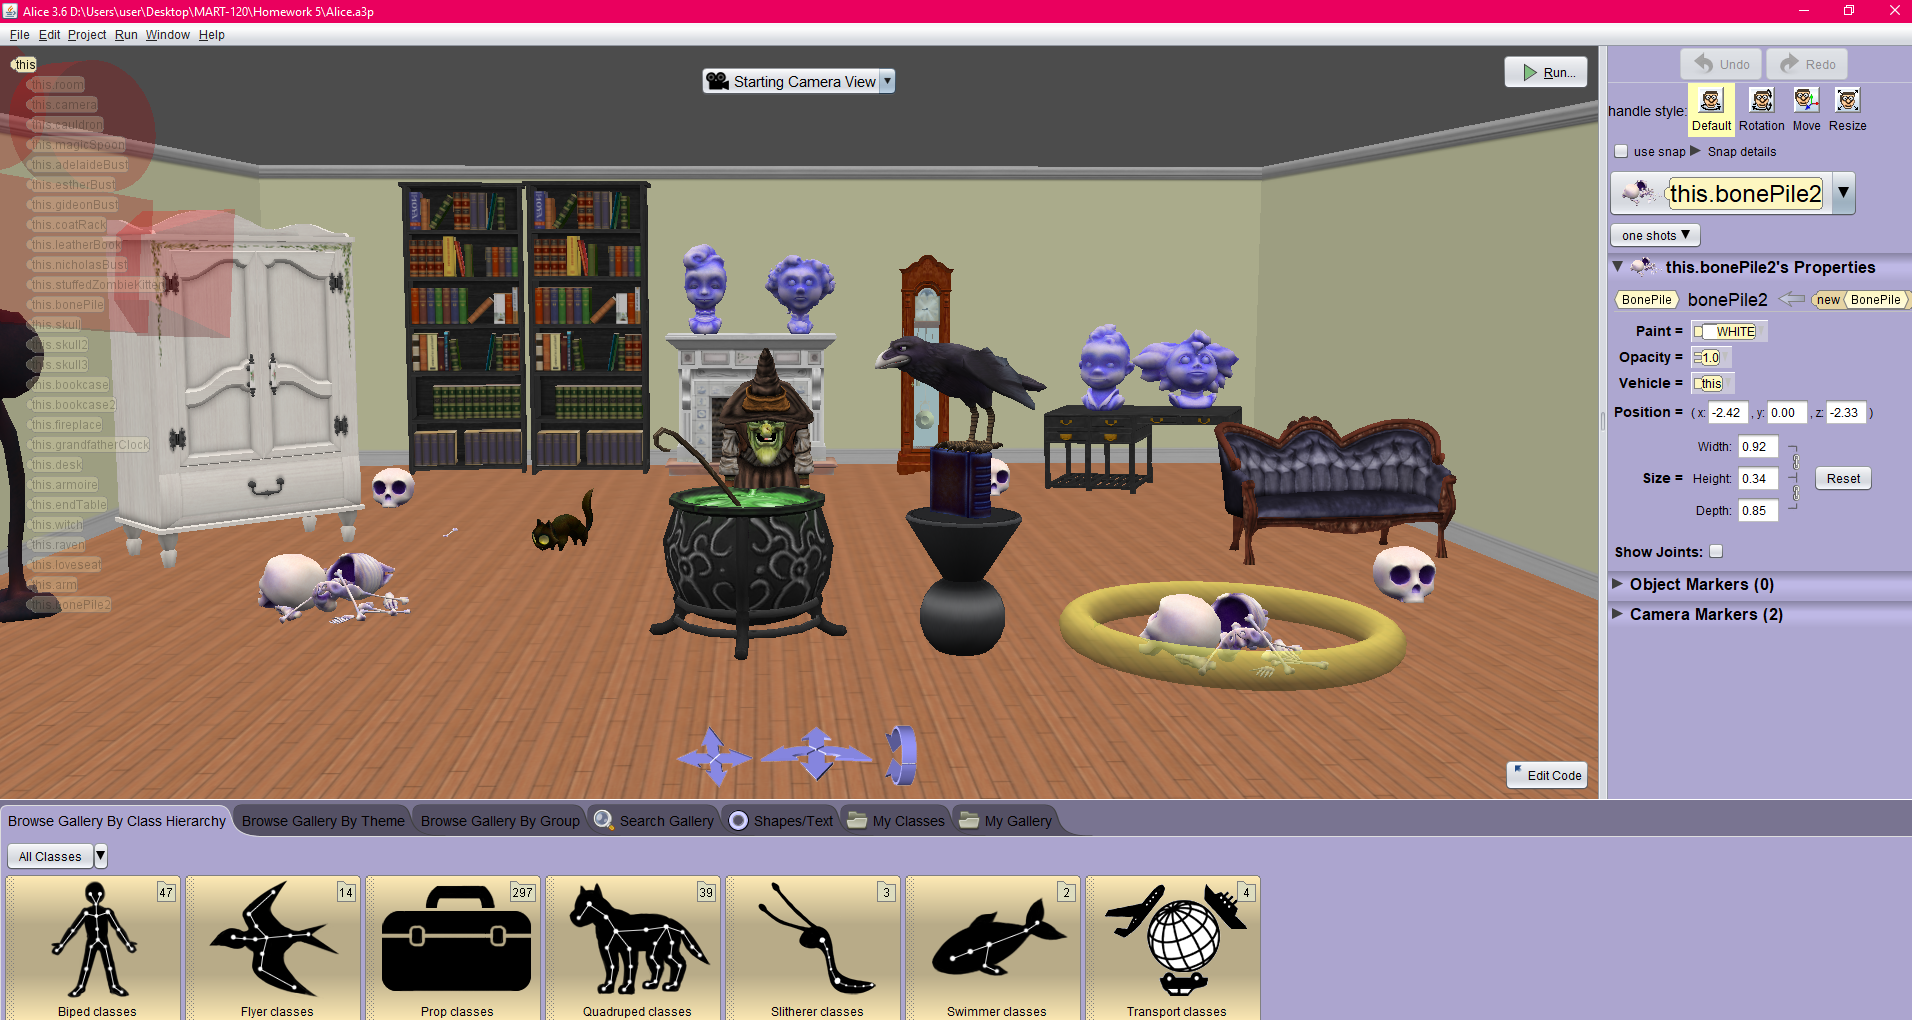 Alice 3.6 D:\Users\user\Desktop\MART-120\Homework 5\Alice.a3p
File Edit Project Run Window Help
this
this.room
this.camera
this.cauldron
this.magicSpoon
this.adelaideBust
this.estherBust
this.gideonBust
this.coatRack
this.leatherBook
this.nicholasBust
this.stuffedZombieKitten
this.bonePile
this.skull
this.skull2
this.skull3
this.bookcase
this.bookcase2
this.fireplace
this.grandfatherClock
this.desk
this.armoire
this.endTable
this.witch
this.raven
this.loveseat
this.arm
this.bonePile2
Starting Camera View
Run...
Edit Code
Undo Redo
handle style:
Default Rotation Move Resize
use snap Snap details
this.bonePile2
one shots
this.bonePile2's Properties
BonePile bonePile2 new BonePile
Paint = WHITE
Opacity = 1.0
Vehicle = this
Position = (x: -2.42 , y: 0.00 , z: -2.33 )
Width: 0.92
Size = Height: 0.34 Reset
Depth: 0.85
Show Joints:
Object Markers (0)
Camera Markers (2)
Browse Gallery By Class Hierarchy Browse Gallery By Theme Browse Gallery By Group Search Gallery Shapes/Text My Classes My Gallery
All Classes
47 14 297 39 3 2 4
Biped classes Flyer classes Prop classes Quadruped classes Slitherer classes Swimmer classes Transport classes